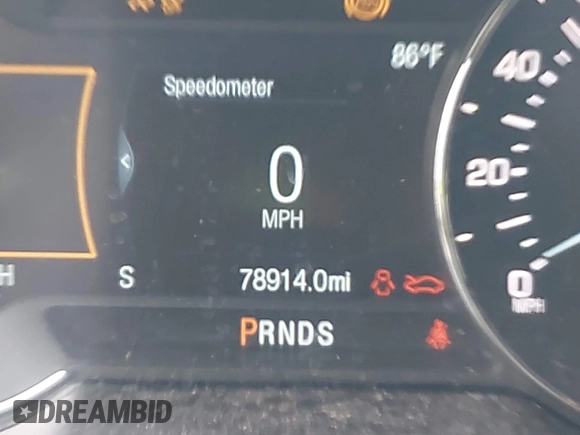 86°F
Speedometer
40
0
MPH
20
H
S
78914.0mi
0
MPH
PRNDS
DREAMBID